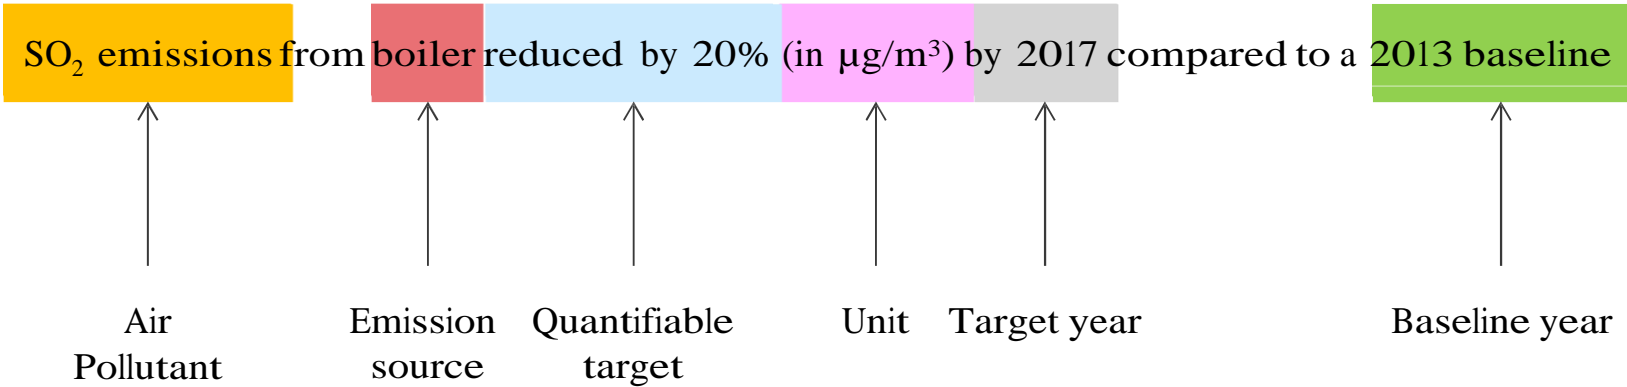 SO₂ emissions from boiler reduced by 20% (in µg/m³) by 2017 compared to a 2013 baseline
Air
Pollutant
Emission
source
Quantifiable
target
Unit
Target year
Baseline year